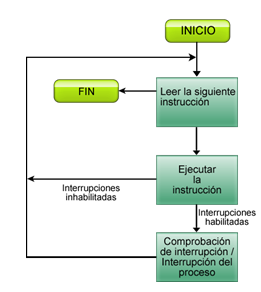 INICIO
FIN
Leer la siguiente
instrucción
Ejecutar
la
instrucción
Interrupciones
inhabilitadas
Interrupciones
habilitadas
Comprobación
de interrupción /
Interrupción del
proceso